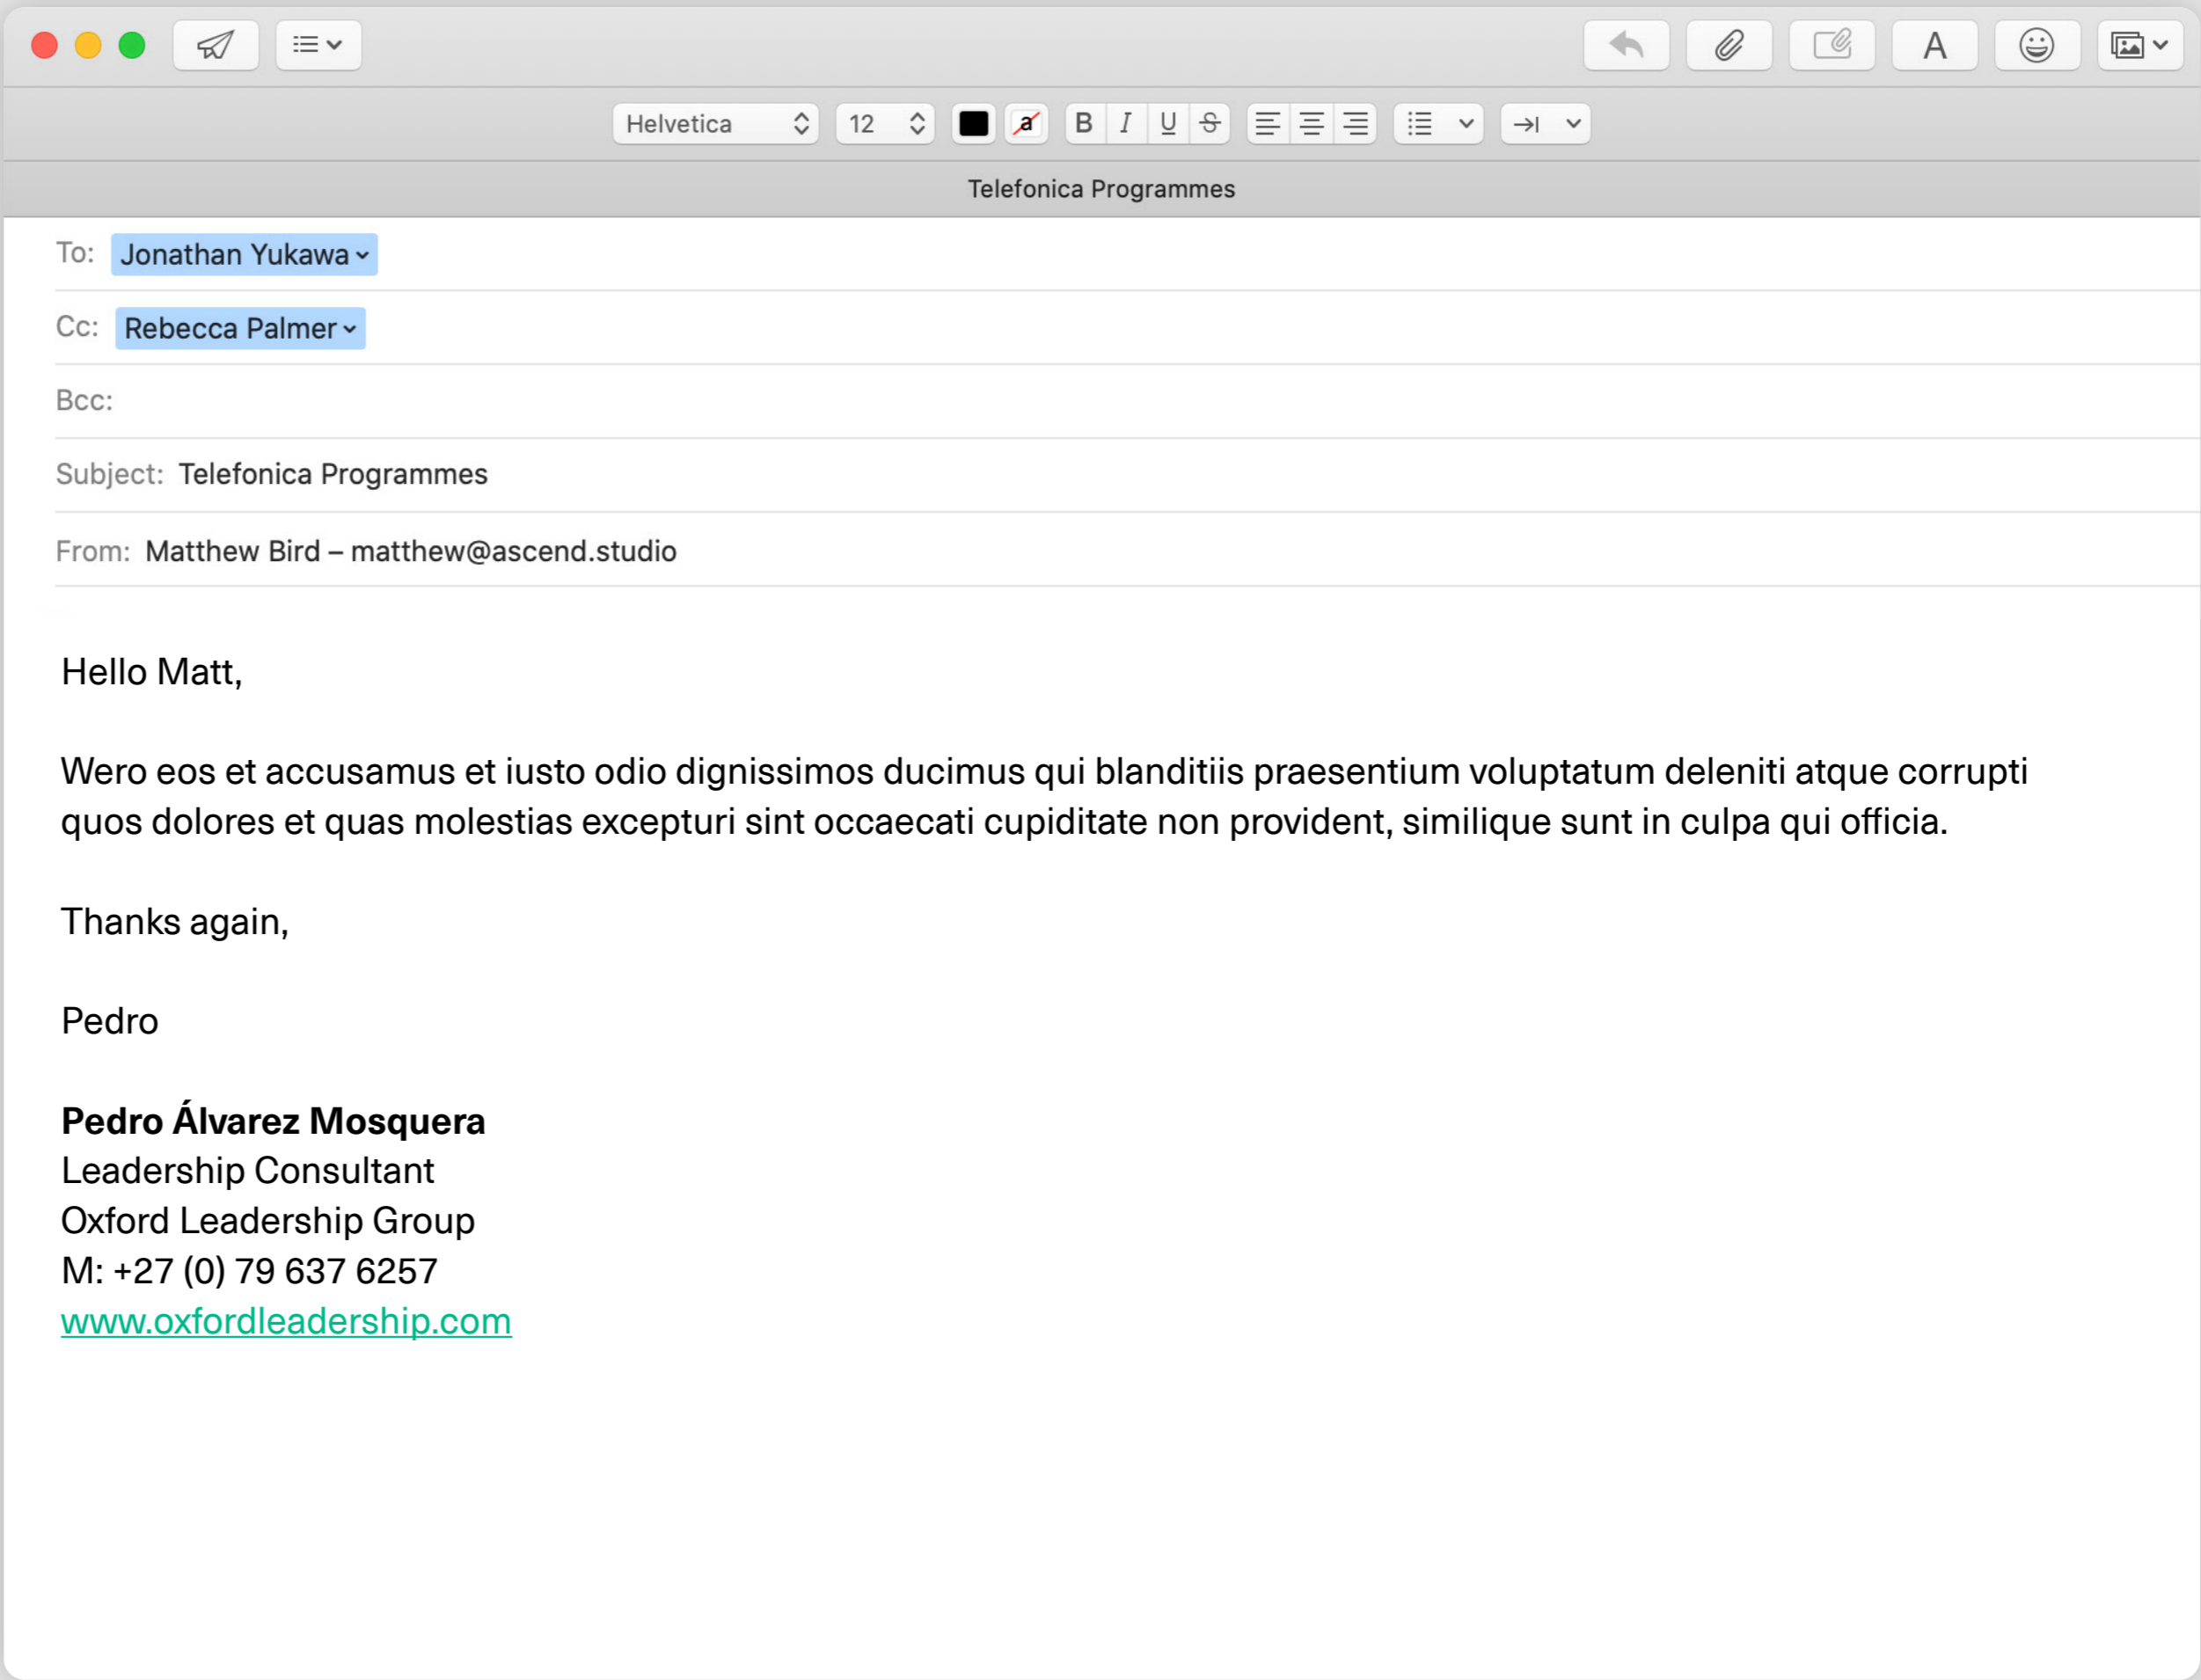 Helvetica 12 a B I U S
Telefonica Programmes
To: Jonathan Yukawa
Cc: Rebecca Palmer
Bcc:
Subject: Telefonica Programmes
From: Matthew Bird – matthew@ascend.studio
Hello Matt,
Wero eos et accusamus et iusto odio dignissimos ducimus qui blanditiis praesentium voluptatum deleniti atque corrupti
quos dolores et quas molestias excepturi sint occaecati cupiditate non provident, similique sunt in culpa qui officia.
Thanks again,
Pedro
Pedro Álvarez Mosquera
Leadership Consultant
Oxford Leadership Group
M: +27 (0) 79 637 6257
www.oxfordleadership.com